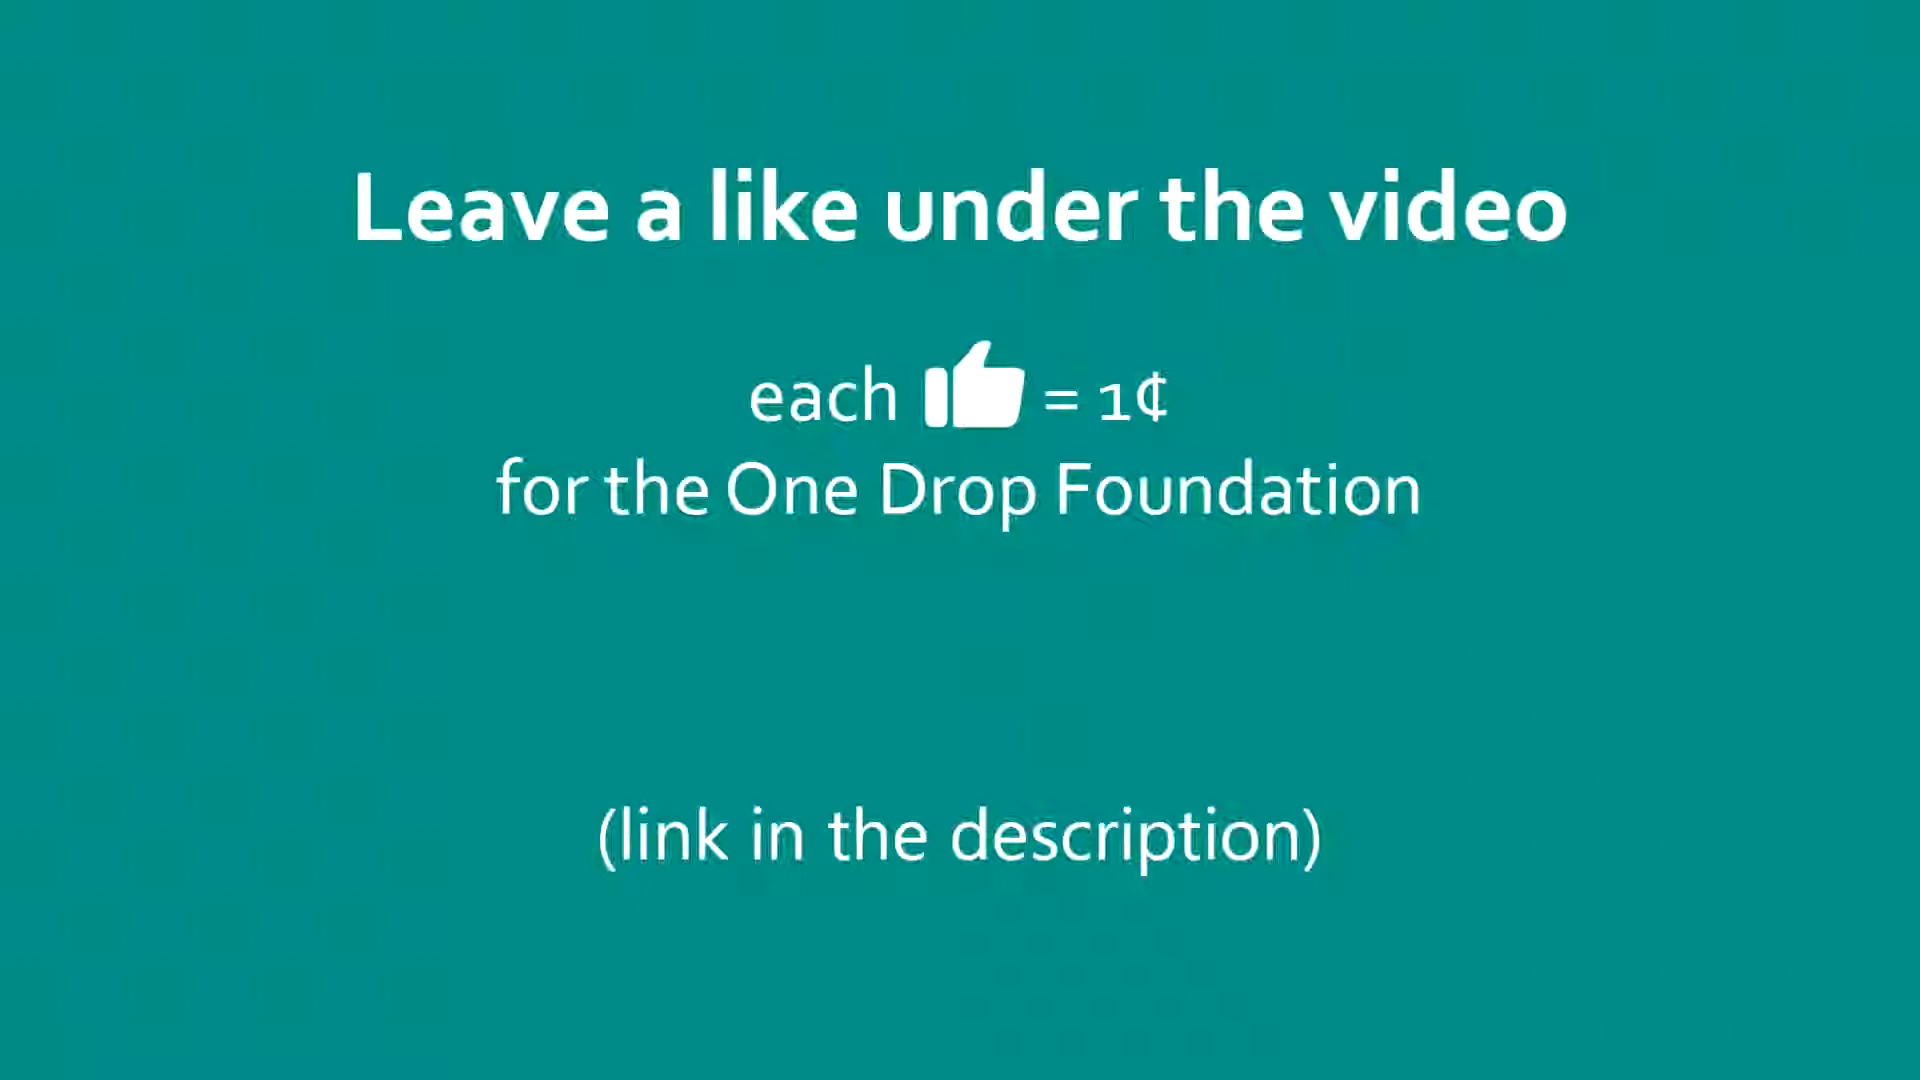 Leave a like under the video
each 👍 = 1¢
for the One Drop Foundation
(link in the description)